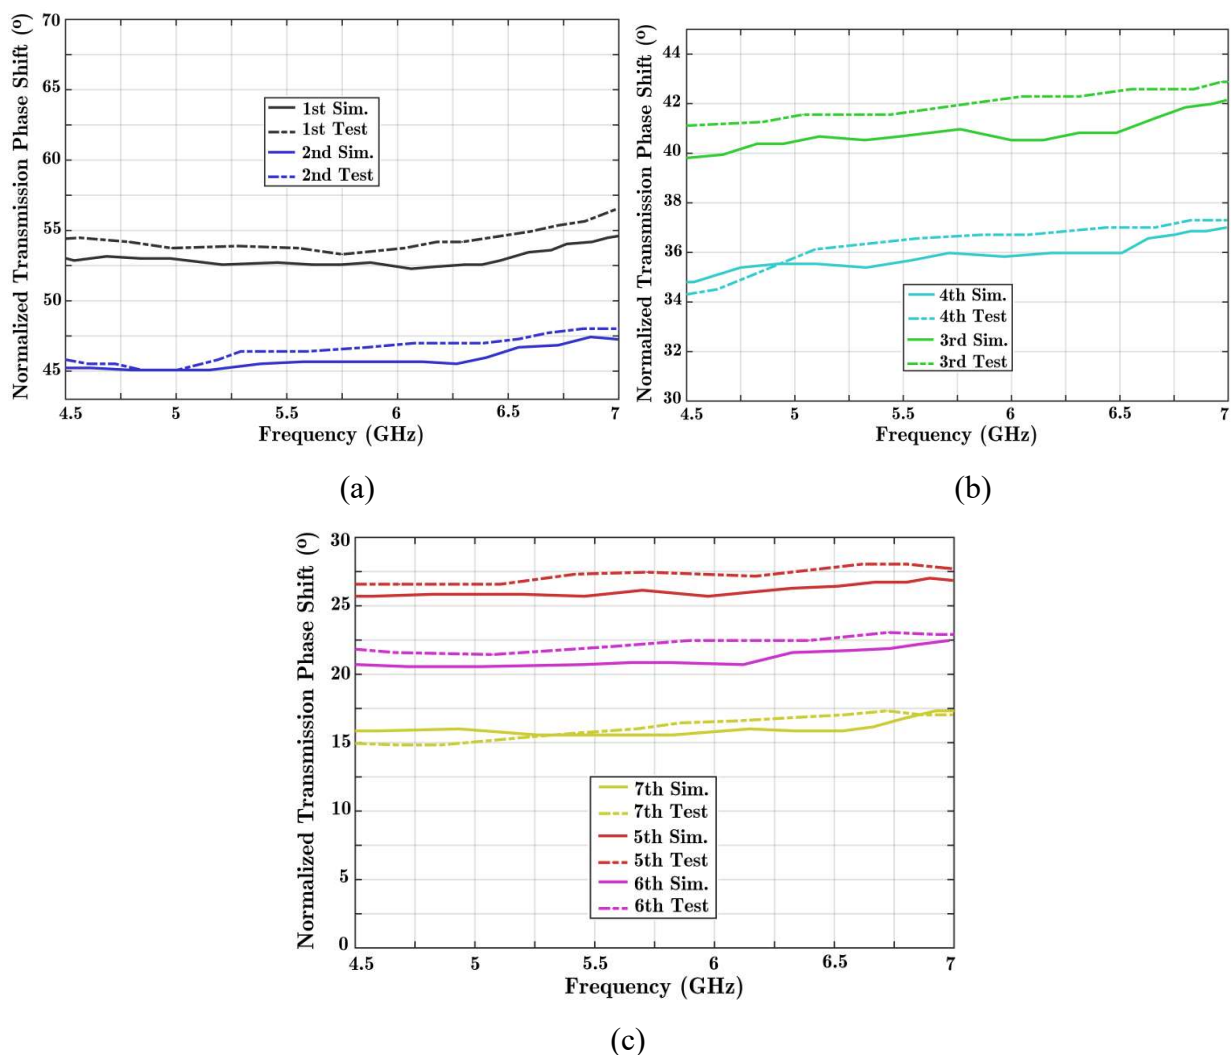 Normalized Transmission Phase Shift (º)
70
65
60
55
50
45
1st Sim.
1st Test
2nd Sim.
2nd Test
4.5 5 5.5 6 6.5 7
Frequency (GHz)
(a)
Normalized Transmission Phase Shift (º)
44
42
40
38
36
34
32
30
4th Sim.
4th Test
3rd Sim.
3rd Test
4.5 5 5.5 6 6.5 7
Frequency (GHz)
(b)
Normalized Transmission Phase Shift (º)
30
25
20
15
10
5
0
7th Sim.
7th Test
5th Sim.
5th Test
6th Sim.
6th Test
4.5 5 5.5 6 6.5 7
Frequency (GHz)
(c)